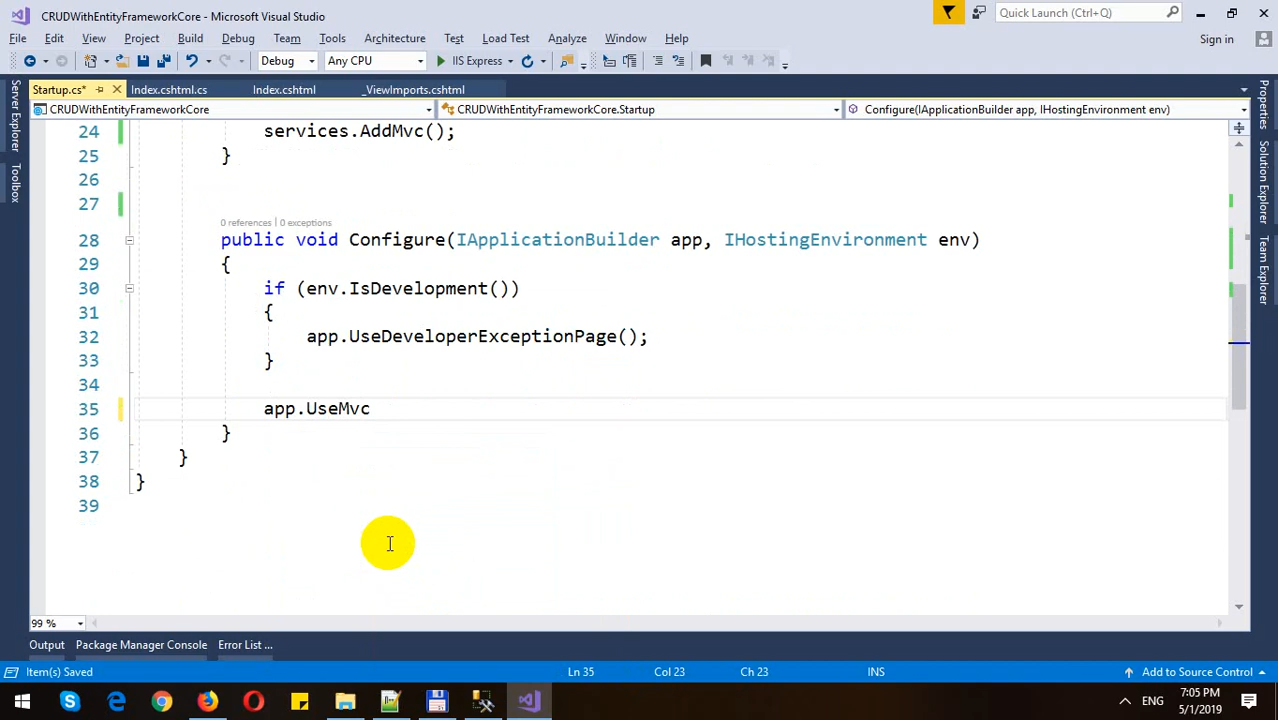 CRUDWithEntityFrameworkCore - Microsoft Visual Studio
Quick Launch (Ctrl+Q)
File Edit View Project Build Debug Team Tools Architecture Test Load Test Analyze Window Help
Sign in
Debug Any CPU IIS Express
Startup.cs* Index.cshtml.cs Index.cshtml _ViewImports.cshtml
CRUDWithEntityFrameworkCore CRUDWithEntityFrameworkCore.Startup Configure(IApplicationBuilder app, IHostingEnvironment env)
Server Explorer
Toolbox
Properties
Solution Explorer
Team Explorer
24 services.AddMvc();
25 }
26
27
0 references | 0 exceptions
28 public void Configure(IApplicationBuilder app, IHostingEnvironment env)
29 {
30 if (env.IsDevelopment())
31 {
32 app.UseDeveloperExceptionPage();
33 }
34
35 app.UseMvc
36 }
37 }
38 }
39
99 %
Output Package Manager Console Error List ...
Item(s) Saved Ln 35 Col 23 Ch 23 INS Add to Source Control
ENG
7:05 PM
5/1/2019